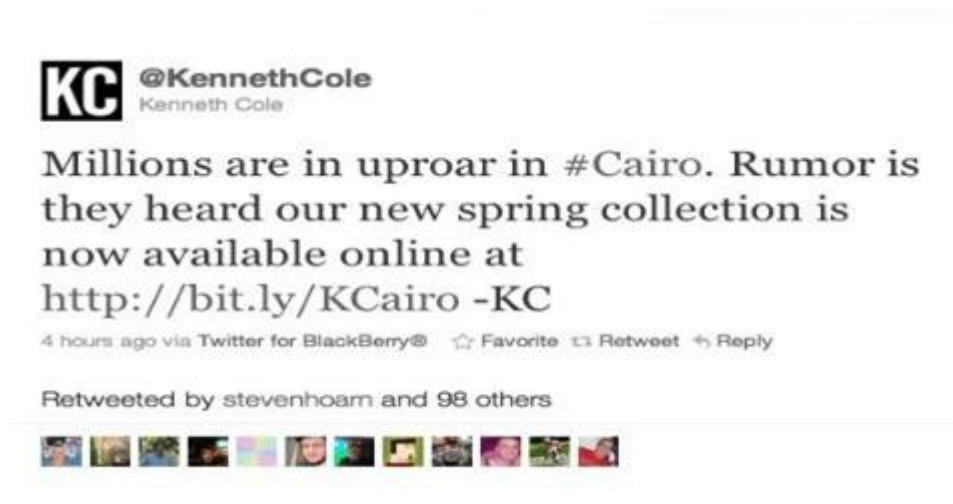 KC @KennethCole
Kenneth Cole
Millions are in uproar in #Cairo. Rumor is
they heard our new spring collection is
now available online at
http://bit.ly/KCairo -KC
4 hours ago via Twitter for BlackBerry® Favorite Retweet Reply
Retweeted by stevenhoam and 98 others